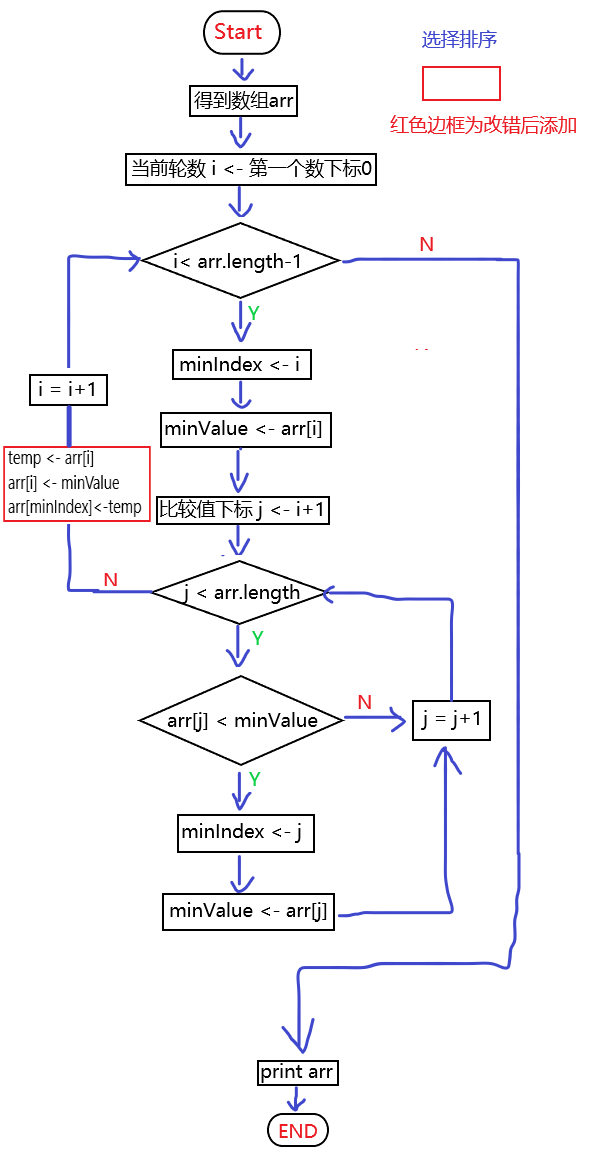 Start
选择排序
得到数组arr
红色边框为改错后添加
当前轮数 i <- 第一个数下标0
i< arr.length-1
N
Y
minIndex <- i
i = i+1
minValue <- arr[i]
temp <- arr[i]
arr[i] <- minValue
arr[minIndex]<-temp
比较值下标 j <- i+1
N
j < arr.length
Y
arr[j] < minValue
N
j = j+1
Y
minIndex <- j
minValue <- arr[j]
print arr
END